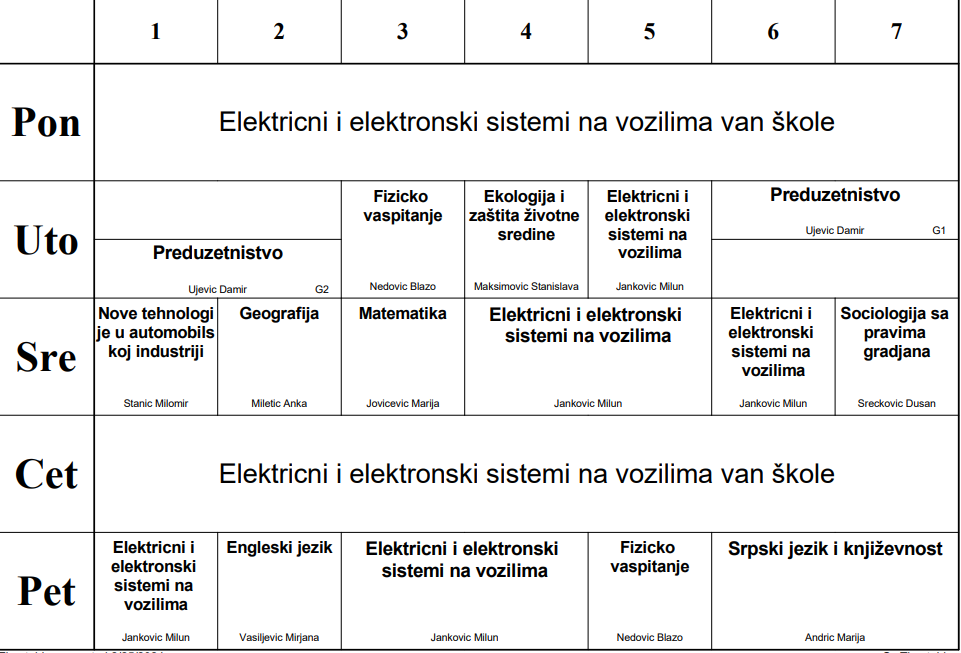 1 2 3 4 5 6 7
Pon
Elektricni i elektronski sistemi na vozilima van škole
Uto
Preduzetnistvo
Ujevic Damir G2
Fizicko
vaspitanje
Nedovic Blazo
Ekologija i
zaštita životne
sredine
Maksimovic Stanislava
Elektricni i
elektronski
sistemi na
vozilima
Jankovic Milun
Preduzetnistvo
Ujevic Damir G1
Sre
Nove tehnologi
je u automobils
koj industriji
Stanic Milomir
Geografija
Miletic Anka
Matematika
Jovicevic Marija
Elektricni i elektronski
sistemi na vozilima
Jankovic Milun
Elektricni i
elektronski
sistemi na
vozilima
Jankovic Milun
Sociologija sa
pravima
gradjana
Sreckovic Dusan
Cet
Elektricni i elektronski sistemi na vozilima van škole
Pet
Elektricni i
elektronski
sistemi na
vozilima
Jankovic Milun
Engleski jezik
Vasiljevic Mirjana
Elektricni i elektronski
sistemi na vozilima
Jankovic Milun
Fizicko
vaspitanje
Nedovic Blazo
Srpski jezik i književnost
Andric Marija